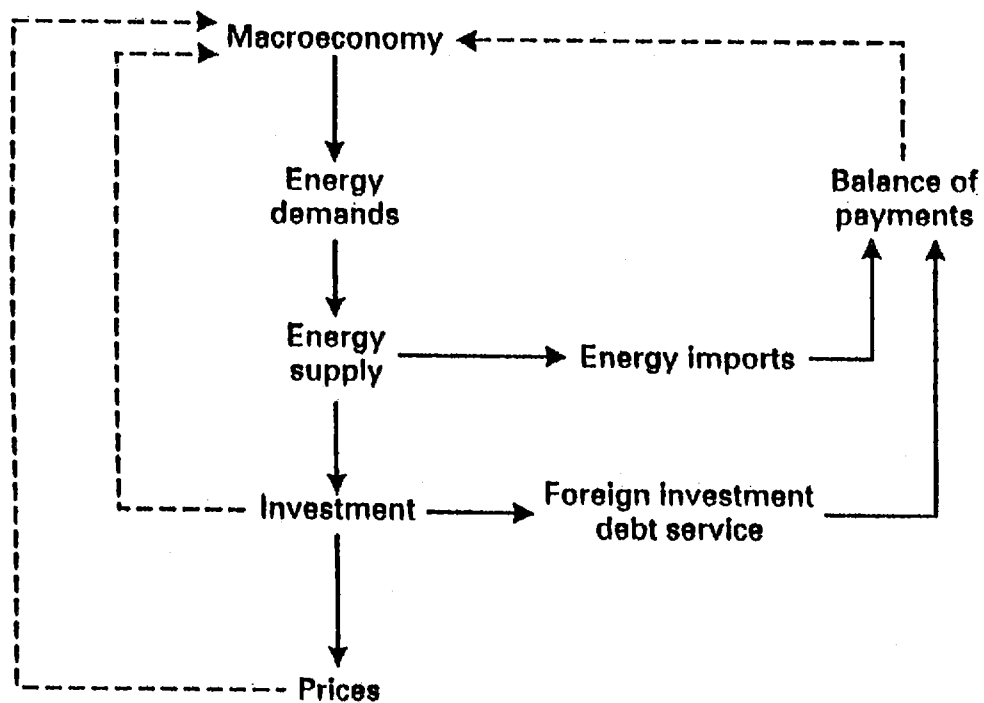 Macroeconomy
Energy
demands
Balance of
payments
Energy
supply
Energy imports
Investment
Foreign investment
debt service
Prices